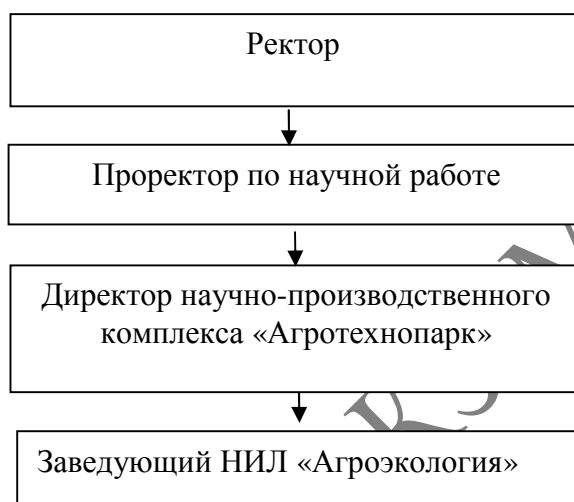 Ректор
Проректор по научной работе
Директор научно-производственного
комплекса «Агротехнопарк»
Заведующий НИЛ «Агроэкология»